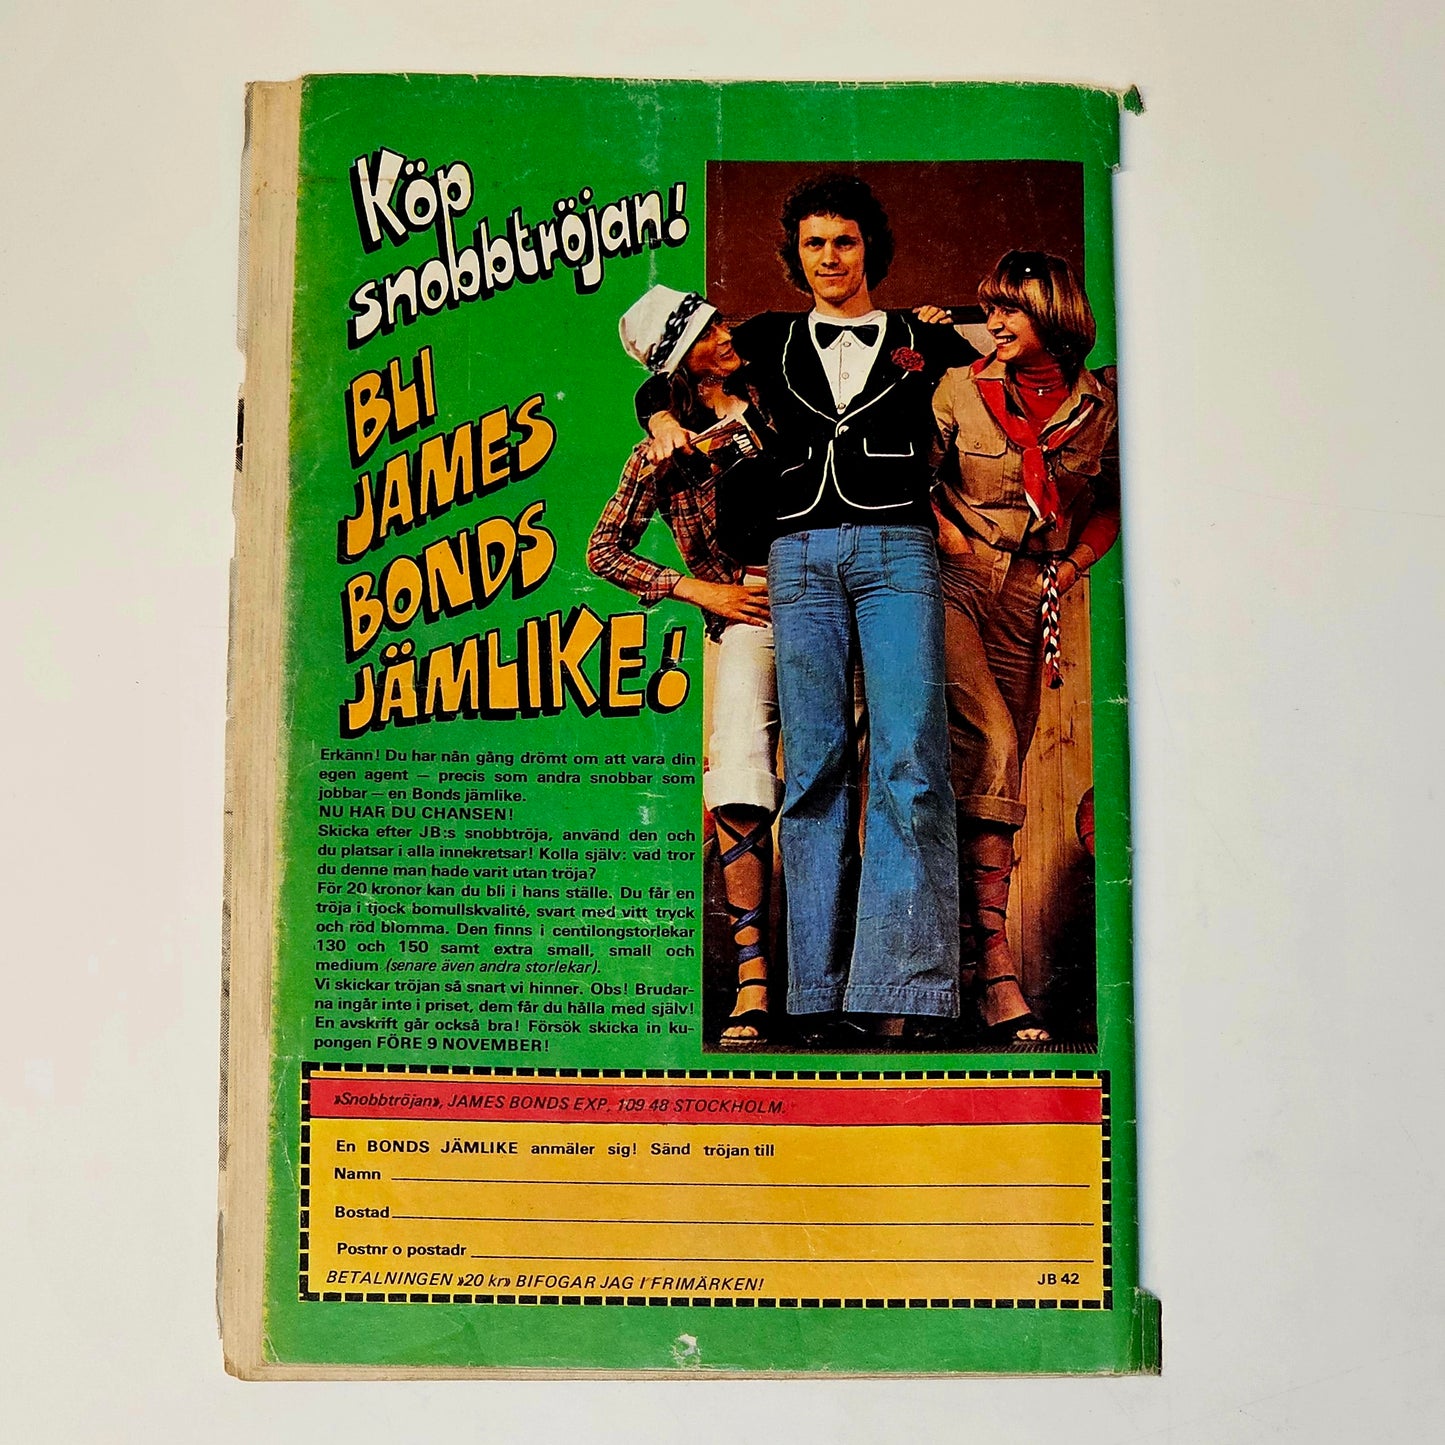 Köp
snobbtröjan!
BLI
JAMES
BONDS
JÄMLIKE!
JAM
Erkänn! Du har nån gång drömt om att vara din
egen agent — precis som andra snobbar som
jobbar — en Bonds jämlike.
NU HAR DU CHANSEN!
Skicka efter JB:s snobbtröja, använd den och
du platsar i alla innekretsar! Kolla själv: vad tror
du denne man hade varit utan tröja?
För 20 kronor kan du bli i hans ställe. Du får en
tröja i tjock bomullskvalité, svart med vitt tryck
och röd blomma. Den finns i centilongstorlekar
130 och 150 samt extra small, small och
medium (senare även andra storlekar).
Vi skickar tröjan så snart vi hinner. Obs! Brudar-
na ingår inte i priset, dem får du hålla med själv!
En avskrift går också bra! Försök skicka in ku-
pongen FÖRE 9 NOVEMBER!
»Snobbtröjan», JAMES BONDS EXP, 109 48 STOCKHOLM.
En BONDS JÄMLIKE anmäler sig! Sänd tröjan till
Namn
Bostad
Postnr o postadr
BETALNINGEN »20 kr» BIFOGAR JAG I FRIMÄRKEN!
JB 42